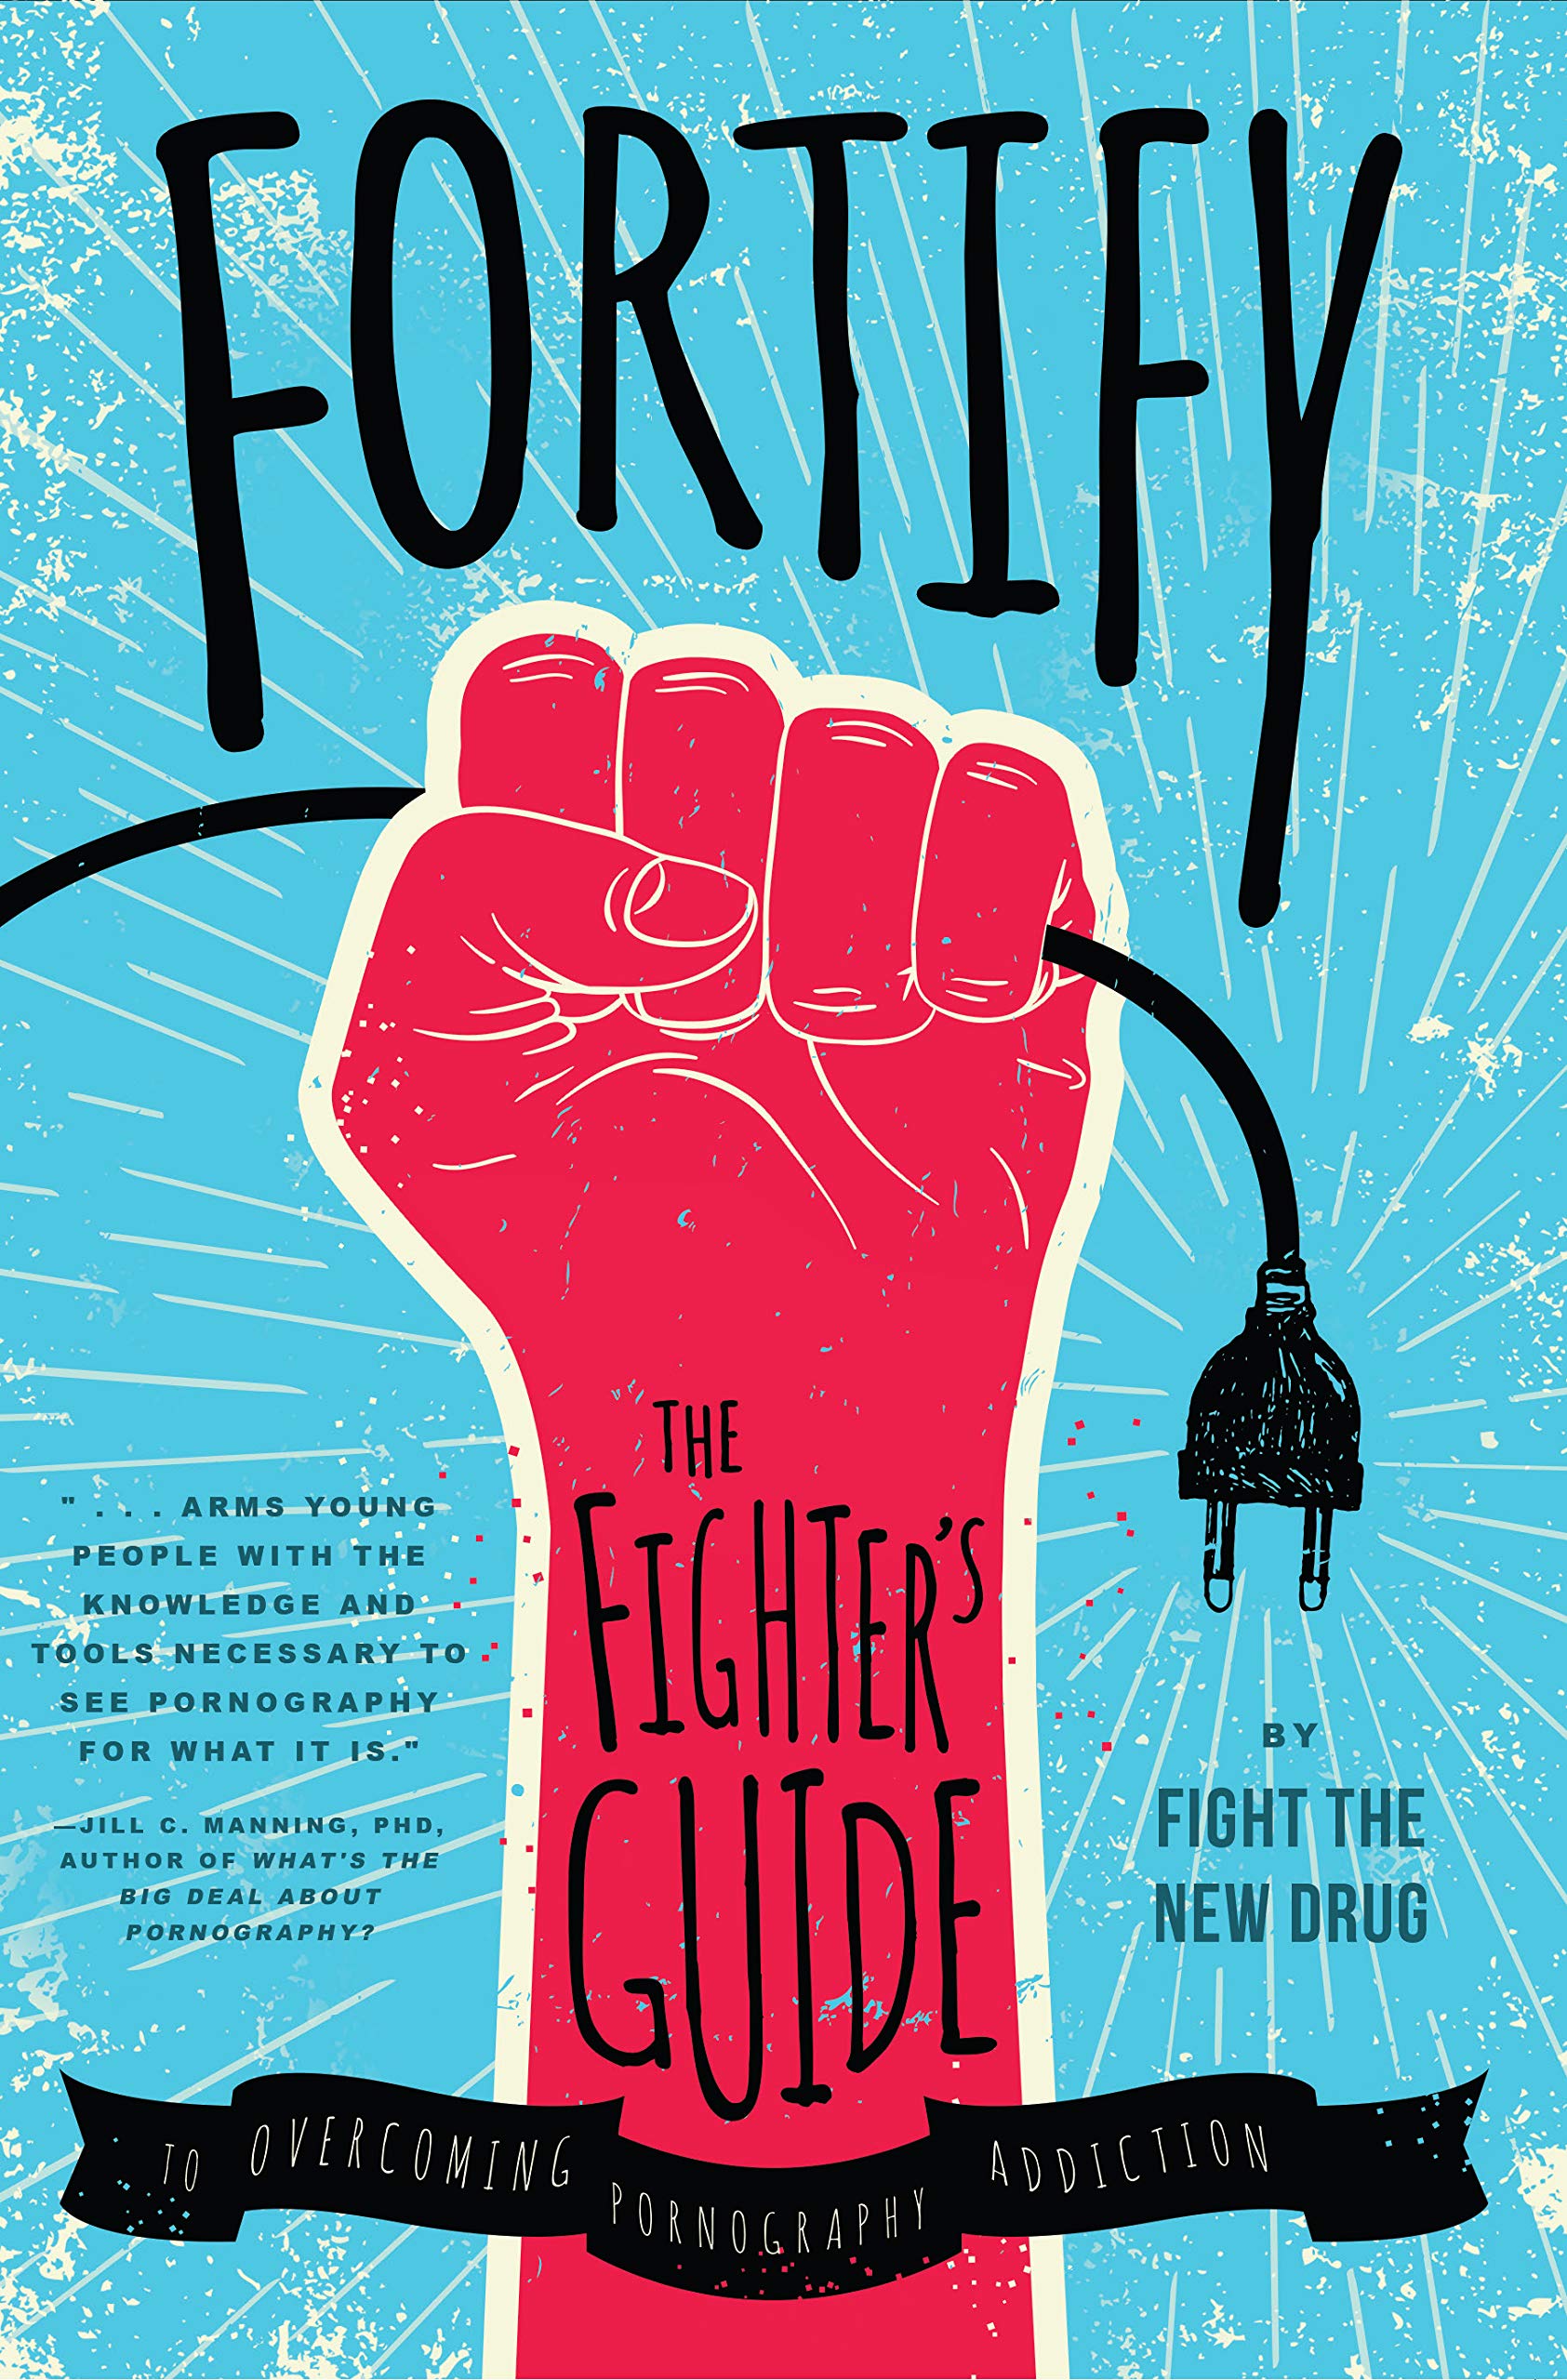 FORTIFY
THE
FIGHTER'S
GUIDE
TO OVERCOMING PORNOGRAPHY ADDICTION
" . . . ARMS YOUNG
PEOPLE WITH THE
KNOWLEDGE AND
TOOLS NECESSARY TO
SEE PORNOGRAPHY
FOR WHAT IT IS."
—JILL C. MANNING, PHD,
AUTHOR OF WHAT'S THE
BIG DEAL ABOUT
PORNOGRAPHY?
BY
FIGHT THE
NEW DRUG